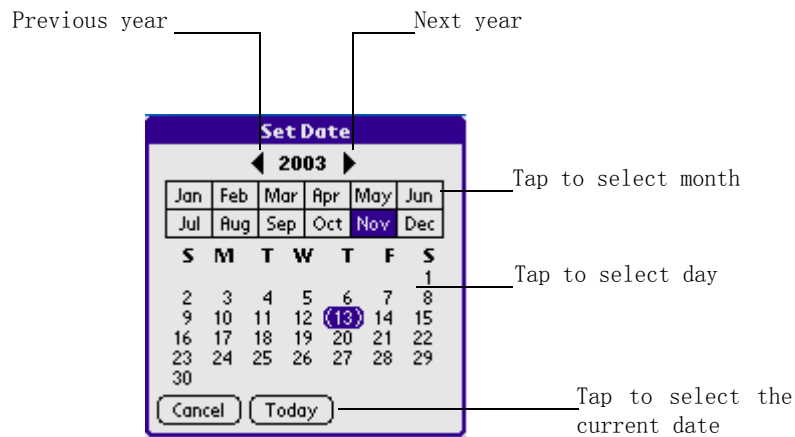 Previous year
Next year
Set Date
2003
Jan Feb Mar Apr May Jun
Tap to select month
Jul Aug Sep Oct Nov Dec
S M T W T F S
1
Tap to select day
2 3 4 5 6 7 8
9 10 11 12 (13) 14 15
16 17 18 19 20 21 22
23 24 25 26 27 28 29
30
Cancel Today
Tap to select the
current date